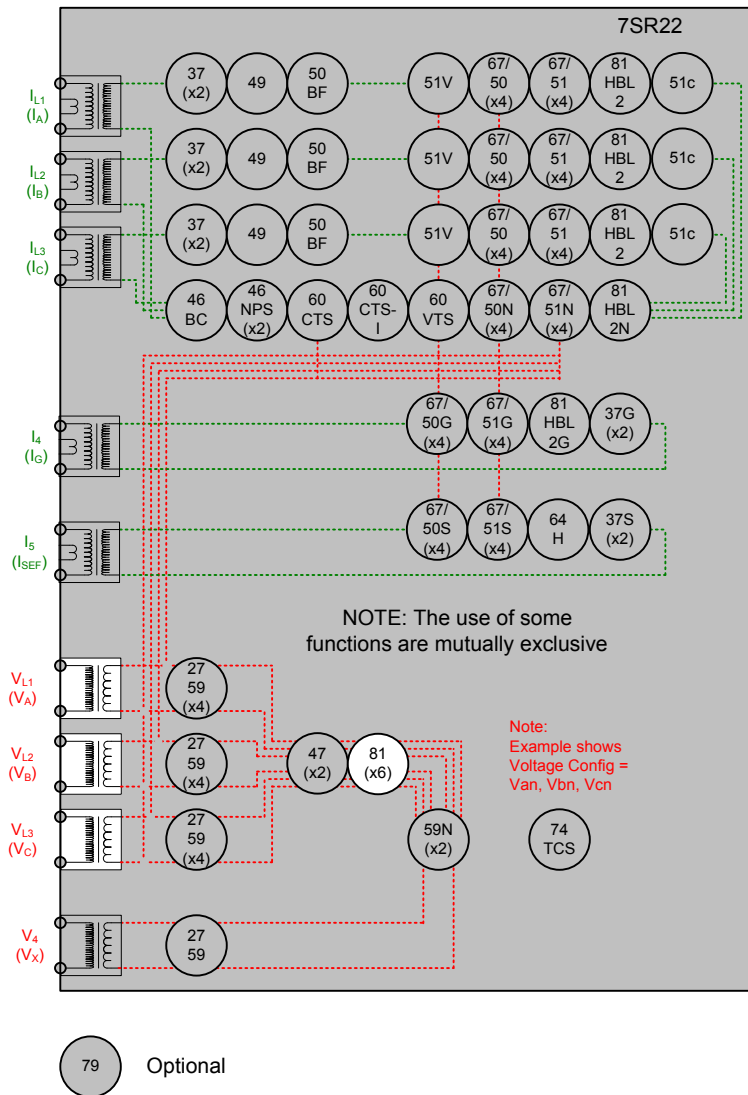 7SR22
IL1
(IA)
37
(x2)
49
50
BF
51V
67/
50
(x4)
67/
51
(x4)
81
HBL
2
51c
IL2
(IB)
37
(x2)
49
50
BF
51V
67/
50
(x4)
67/
51
(x4)
81
HBL
2
51c
IL3
(IC)
37
(x2)
49
50
BF
51V
67/
50
(x4)
67/
51
(x4)
81
HBL
2
51c
46
BC
46
NPS
(x2)
60
CTS
60
CTS-
I
60
VTS
67/
50N
(x4)
67/
51N
(x4)
81
HBL
2N
I4
(IG)
67/
50G
(x4)
67/
51G
(x4)
81
HBL
2G
37G
(x2)
I5
(ISEF)
67/
50S
(x4)
67/
51S
(x4)
64
H
37S
(x2)
NOTE: The use of some
functions are mutually exclusive
VL1
(VA)
27
59
(x4)
VL2
(VB)
27
59
(x4)
47
(x2)
81
(x6)
Note:
Example shows
Voltage Config =
Van, Vbn, Vcn
VL3
(VC)
27
59
(x4)
59N
(x2)
74
TCS
V4
(VX)
27
59
79
Optional